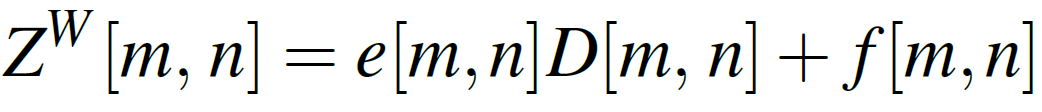 Z^W [m, n] = e[m,n]D[m, n] + f[m,n]